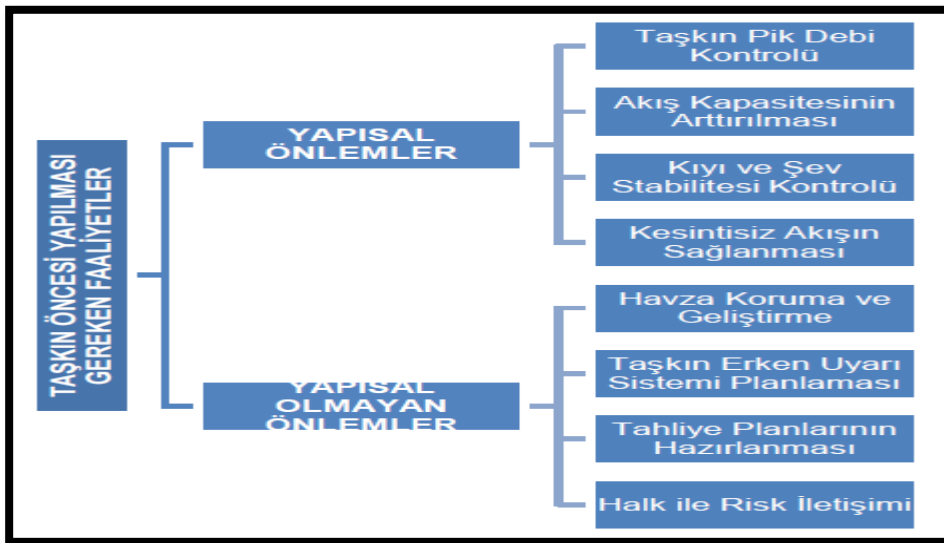 TAŞKIN ÖNCESİ YAPILMASI
GEREKEN FAALİYETLER
YAPISAL
ÖNLEMLER
Taşkın Pik Debi
Kontrolü
Akış Kapasitesinin
Arttırılması
Kıyı ve Şev
Stabilitesi Kontrolü
Kesintisiz Akışın
Sağlanması
YAPISAL
OLMAYAN
ÖNLEMLER
Havza Koruma ve
Geliştirme
Taşkın Erken Uyarı
Sistemi Planlaması
Tahliye Planlarının
Hazırlanması
Halk ile Risk İletişimi